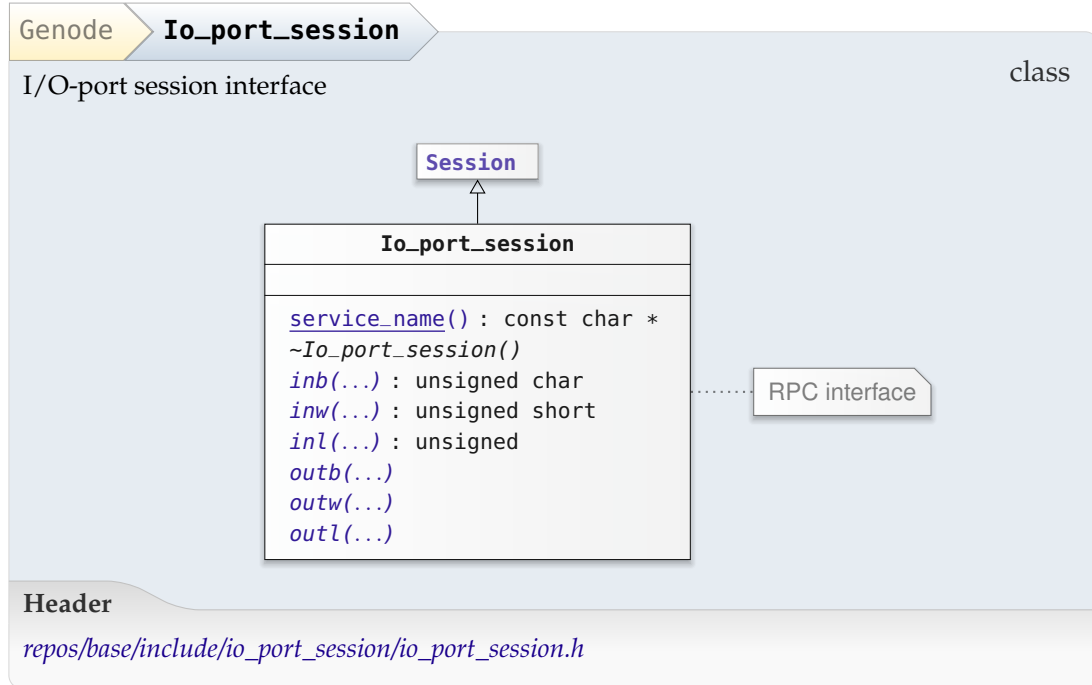 Genode Io_port_session
I/O-port session interface
class
Session
Io_port_session
service_name() : const char *
~Io_port_session()
inb(...) : unsigned char
inw(...) : unsigned short
inl(...) : unsigned
outb(...)
outw(...)
outl(...)
RPC interface
Header
repos/base/include/io_port_session/io_port_session.h